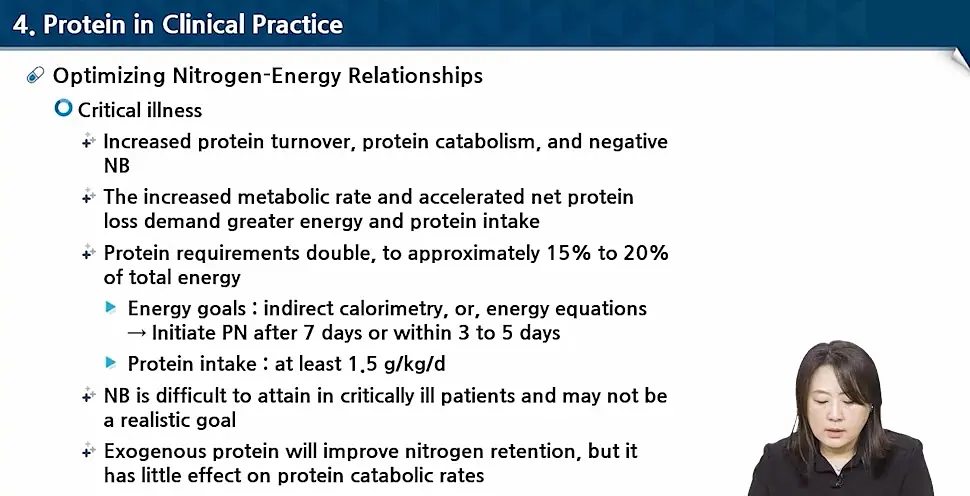 4. Protein in Clinical Practice
Optimizing Nitrogen-Energy Relationships
Critical illness
Increased protein turnover, protein catabolism, and negative
NB
The increased metabolic rate and accelerated net protein
loss demand greater energy and protein intake
Protein requirements double, to approximately 15% to 20%
of total energy
Energy goals : indirect calorimetry, or, energy equations
→ Initiate PN after 7 days or within 3 to 5 days
Protein intake : at least 1.5 g/kg/d
NB is difficult to attain in critically ill patients and may not be
a realistic goal
Exogenous protein will improve nitrogen retention, but it
has little effect on protein catabolic rates